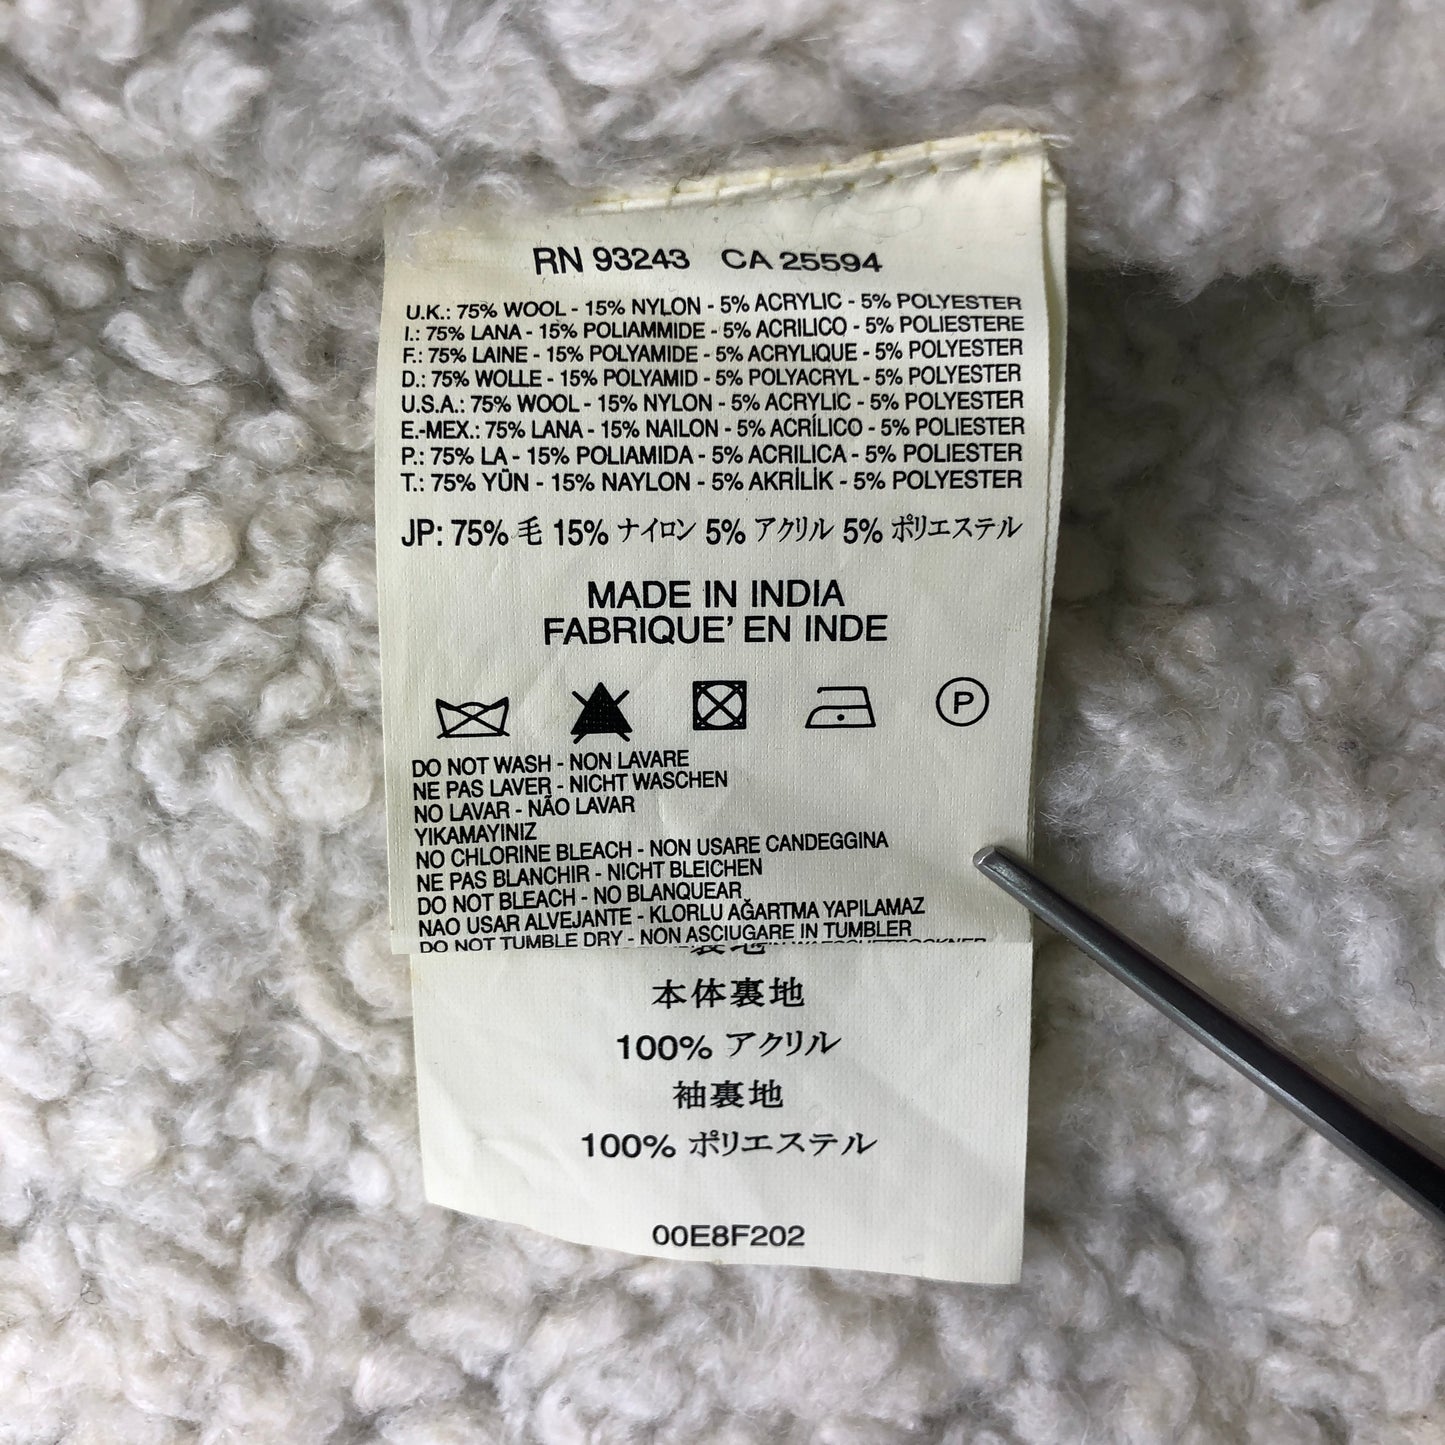 RN 93243 CA 25594
U.K.: 75% WOOL - 15% NYLON - 5% ACRYLIC - 5% POLYESTER
I.: 75% LANA - 15% POLIAMMIDE - 5% ACRILICO - 5% POLIESTERE
F.: 75% LAINE - 15% POLYAMIDE - 5% ACRYLIQUE - 5% POLYESTER
D.: 75% WOLLE - 15% POLYAMID - 5% POLYACRYL - 5% POLYESTER
U.S.A.: 75% WOOL - 15% NYLON - 5% ACRYLIC - 5% POLYESTER
E.-MEX.: 75% LANA - 15% NAILON - 5% ACRÍLICO - 5% POLIESTER
P.: 75% LA - 15% POLIAMIDA - 5% ACRILICA - 5% POLIESTER
T.: 75% YÜN - 15% NAYLON - 5% AKRİLİK - 5% POLYESTER
JP: 75% 毛 15% ナイロン 5% アクリル 5% ポリエステル
MADE IN INDIA
FABRIQUE' EN INDE
P
DO NOT WASH - NON LAVARE
NE PAS LAVER - NICHT WASCHEN
NO LAVAR - NÃO LAVAR
YIKAMAYINIZ
NO CHLORINE BLEACH - NON USARE CANDEGGINA
NE PAS BLANCHIR - NICHT BLEICHEN
DO NOT BLEACH - NO BLANQUEAR
NAO USAR ALVEJANTE - KLORLU AĞARTMA YAPILAMAZ
DO NOT TUMBLE DRY - NON ASCIUGARE IN TUMBLER
裏地
本体裏地
100% アクリル
袖裏地
100% ポリエステル
00E8F202